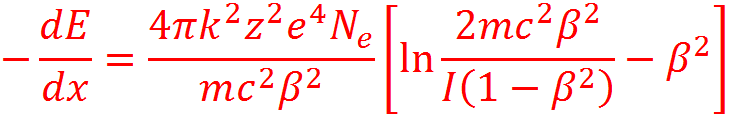 −dE/dx = 4πk²z²e⁴Nₑ/mc²β² [ln 2mc²β²/I(1 − β²) − β²]